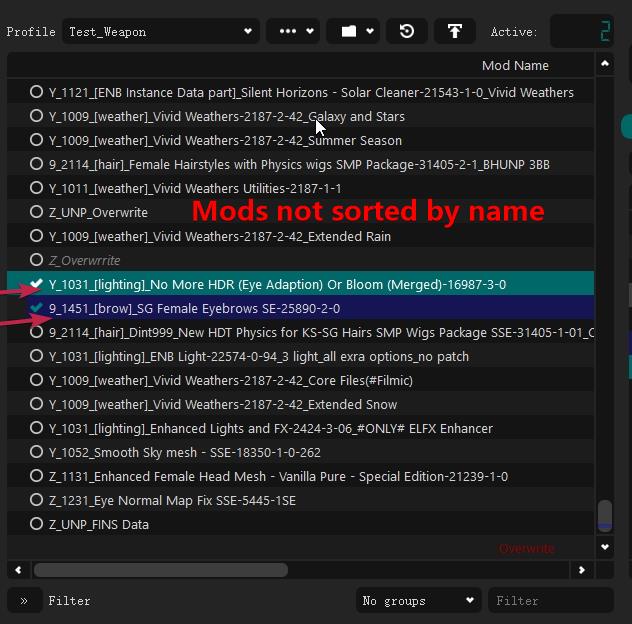 Profile Test_Weapon Active: 2
Mod Name
Y_1121_[ENB Instance Data part]_Silent Horizons - Solar Cleaner-21543-1-0_Vivid Weathers
Y_1009_[weather]_Vivid Weathers-2187-2-42_Galaxy and Stars
Y_1009_[weather]_Vivid Weathers-2187-2-42_Summer Season
9_2114_[hair]_Female Hairstyles with Physics wigs SMP Package-31405-2-1_BHUNP 3BB
Y_1011_[weather]_Vivid Weathers Utilities-2187-1-1
Z_UNP_Overwrite
Mods not sorted by name
Y_1009_[weather]_Vivid Weathers-2187-2-42_Extended Rain
Z_Overwrrite
Y_1031_[lighting]_No More HDR (Eye Adaption) Or Bloom (Merged)-16987-3-0
9_1451_[brow]_SG Female Eyebrows SE-25890-2-0
9_2114_[hair]_Dint999_New HDT Physics for KS-SG Hairs SMP Wigs Package SSE-31405-1-01_C
Y_1031_[lighting]_ENB Light-22574-0-94_3 light_all exra options_no patch
Y_1009_[weather]_Vivid Weathers-2187-2-42_Core Files(#Filmic)
Y_1009_[weather]_Vivid Weathers-2187-2-42_Extended Snow
Y_1031_[lighting]_Enhanced Lights and FX-2424-3-06_#ONLY# ELFX Enhancer
Y_1052_Smooth Sky mesh - SSE-18350-1-0-262
Z_1131_Enhanced Female Head Mesh - Vanilla Pure - Special Edition-21239-1-0
Z_1231_Eye Normal Map Fix SSE-5445-1SE
Z_UNP_FINS Data
Overwrite
» Filter No groups Filter